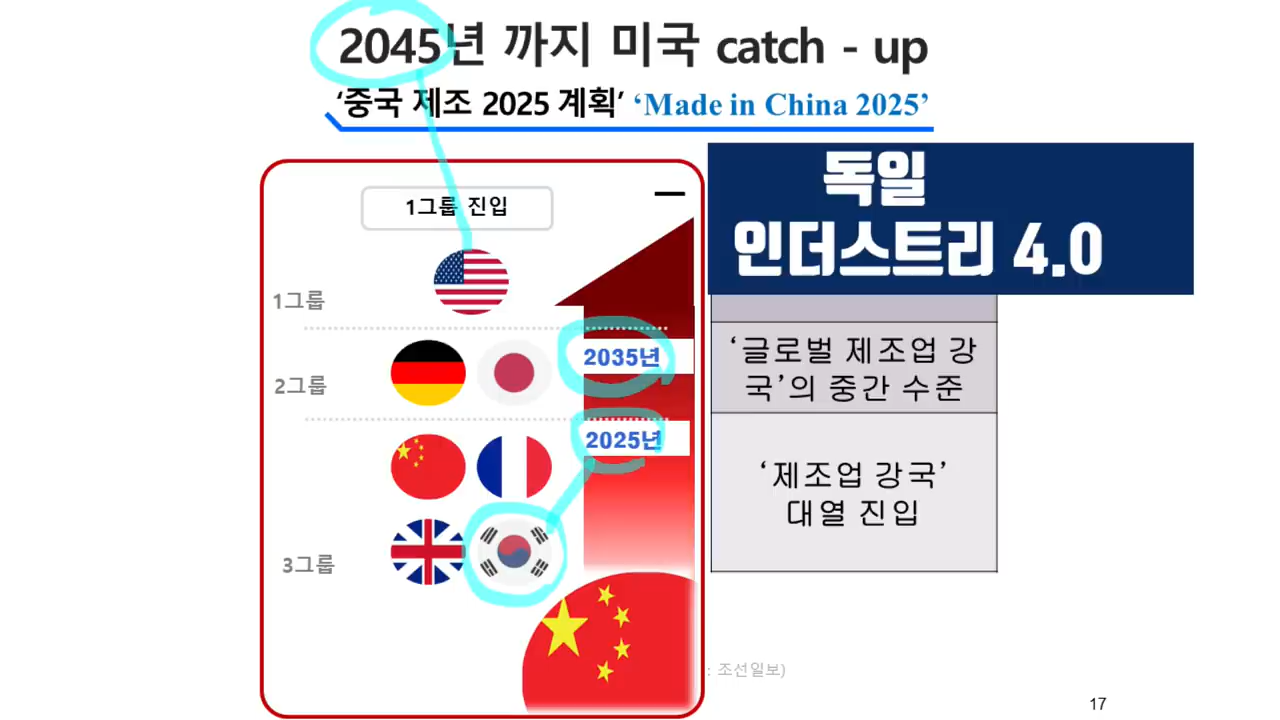 2045년 까지 미국 catch - up
‘중국 제조 2025 계획’ ‘Made in China 2025’
1그룹 진입
독일
인더스트리 4.0
1그룹
2035년
‘글로벌 제조업 강
국’의 중간 수준
2그룹
2025년
‘제조업 강국’
대열 진입
3그룹
: 조선일보)
17